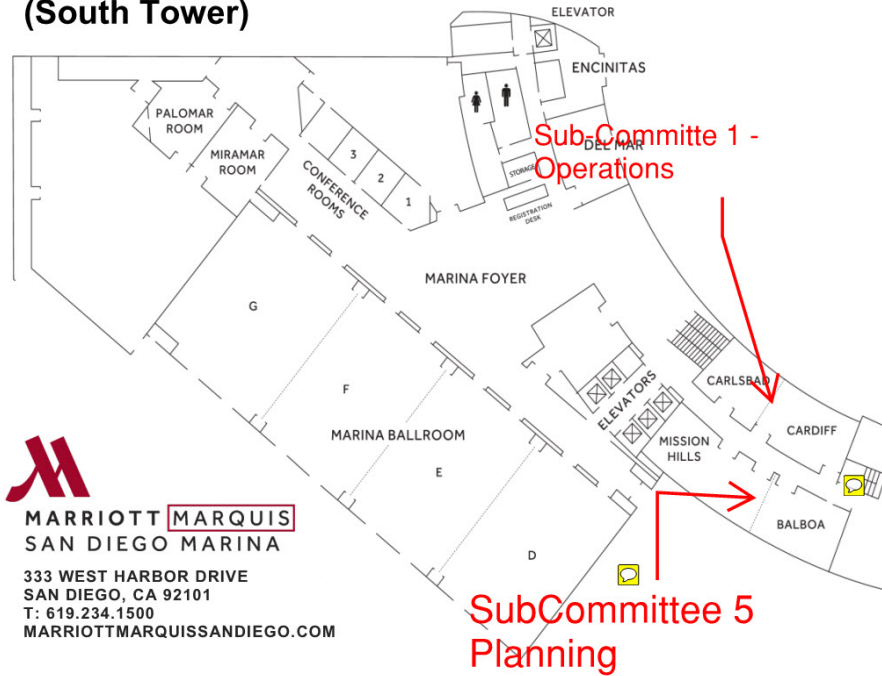 (South Tower)
ELEVATOR
ENCINITAS
PALOMAR
ROOM
MIRAMAR
ROOM
3
2
1
CONFERENCE
ROOMS
Sub-Committe 1 -
Operations
DEL MAR
STORAGE
REGISTRATION
DESK
MARINA FOYER
G
F
MARINA BALLROOM
E
D
ELEVATORS
CARLSBAD
CARDIFF
MISSION
HILLS
BALBOA
MARRIOTT MARQUIS
SAN DIEGO MARINA
333 WEST HARBOR DRIVE
SAN DIEGO, CA 92101
T: 619.234.1500
MARRIOTTMARQUISSANDIEGO.COM
SubCommittee 5
Planning